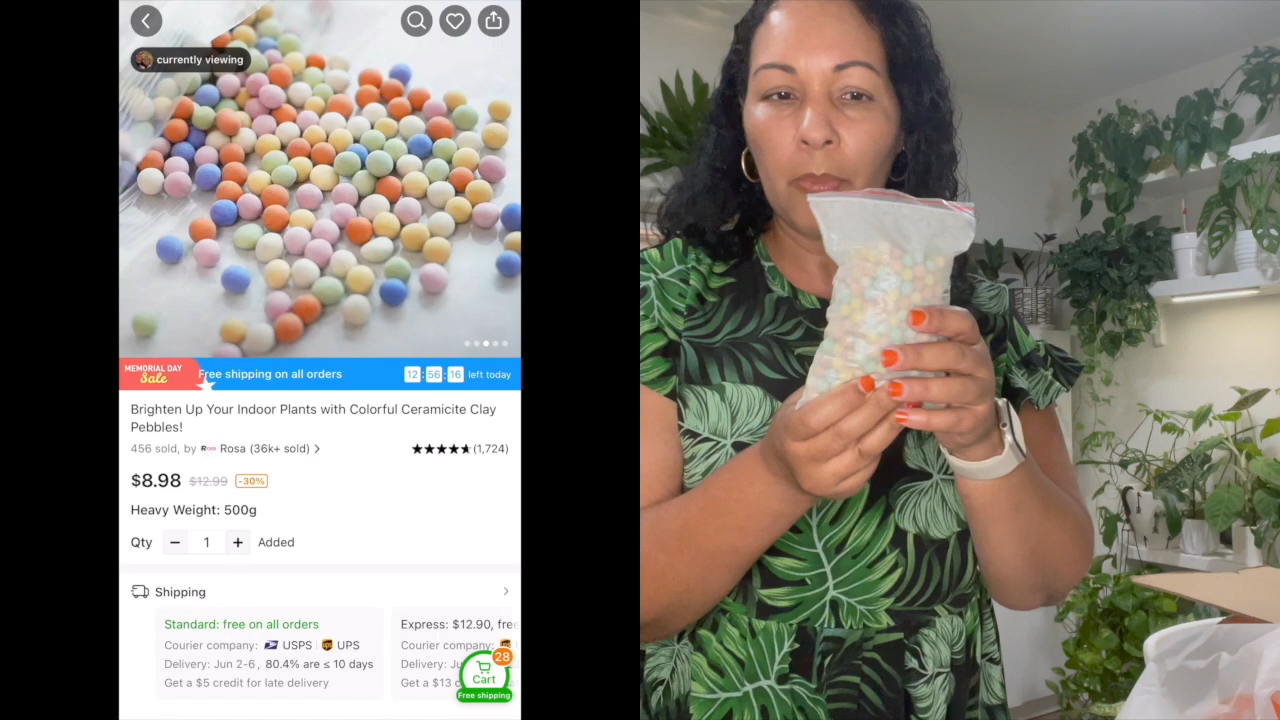 currently viewing
MEMORIAL DAY
Sale
Free shipping on all orders
12 : 56 : 16 left today
Brighten Up Your Indoor Plants with Colorful Ceramicite Clay
Pebbles!
456 sold, by Rosa (36k+ sold)
(1,724)
$8.98 $12.99 -30%
Heavy Weight: 500g
Qty − 1 + Added
Shipping
Standard: free on all orders
Courier company: USPS UPS
Delivery: Jun 2-6, 80.4% are ≤ 10 days
Get a $5 credit for late delivery
Express: $12.90, free
Courier company:
Delivery: Ju
Get a $13 c
28
Cart
Free shipping